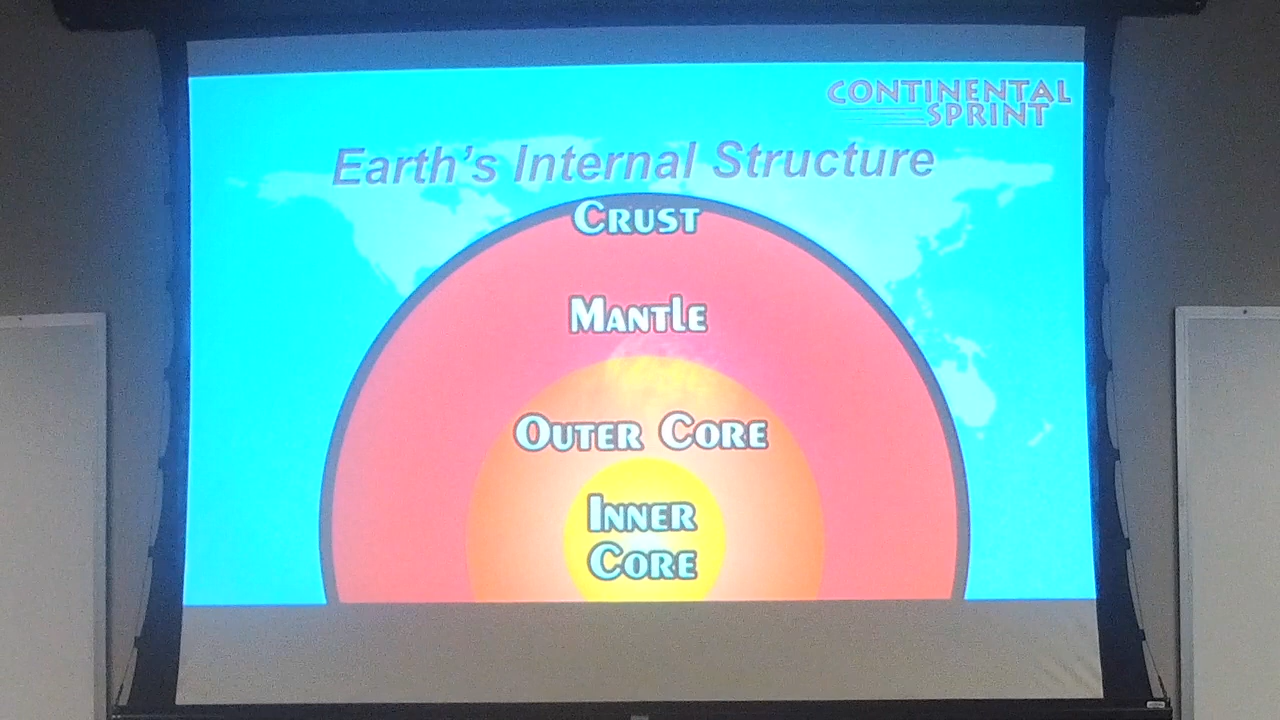 CONTINENTAL
SPRINT
Earth's Internal Structure
CRUST
MANTLE
OUTER CORE
INNER
CORE